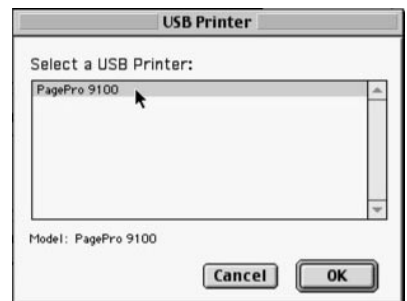 USB Printer
Select a USB Printer:
PagePro 9100
Model: PagePro 9100
Cancel OK